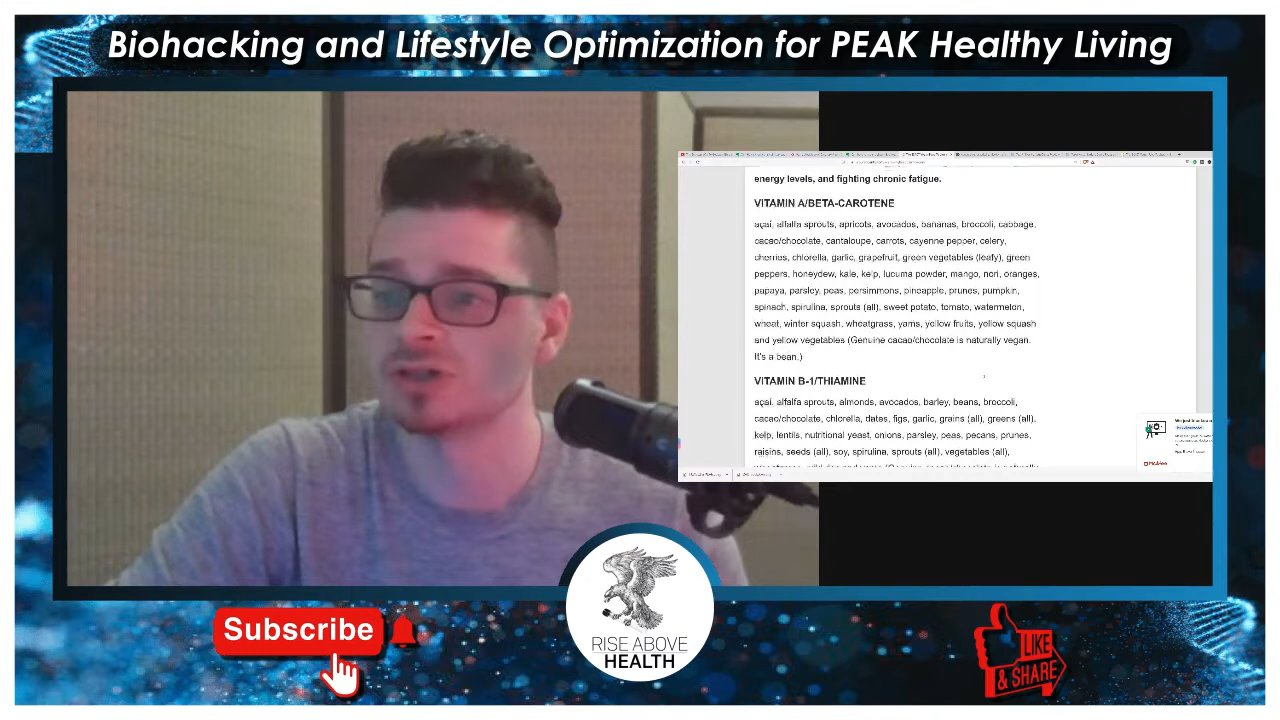 Biohacking and Lifestyle Optimization for PEAK Healthy Living
energy levels, and fighting chronic fatigue.
VITAMIN A/BETA-CAROTENE
açaí, alfalfa sprouts, apricots, avocados, bananas, broccoli, cabbage,
cacao/chocolate, cantaloupe, carrots, cayenne pepper, celery,
cherries, chlorella, garlic, grapefruit, green vegetables (leafy), green
peppers, honeydew, kale, kelp, lucuma powder, mango, nori, oranges,
papaya, parsley, peas, persimmons, pineapple, prunes, pumpkin,
spinach, spirulina, sprouts (all), sweet potato, tomato, watermelon,
wheat, winter squash, wheatgrass, yams, yellow fruits, yellow squash
and yellow vegetables (Genuine cacao/chocolate is naturally vegan.
It's a bean.)
VITAMIN B-1/THIAMINE
açaí, alfalfa sprouts, almonds, avocados, barley, beans, broccoli,
cacao/chocolate, chlorella, dates, figs, garlic, grains (all), greens (all),
kelp, lentils, nutritional yeast, onions, parsley, peas, pecans, prunes,
raisins, seeds (all), soy, spirulina, sprouts (all), vegetables (all),
McAfee
Subscribe
RISE ABOVE
HEALTH
LIKE
& SHARE